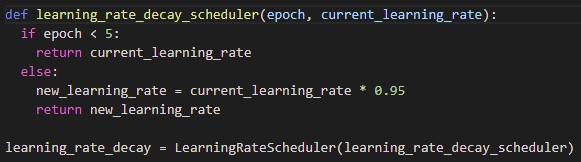 def learning_rate_decay_scheduler(epoch, current_learning_rate):
  if epoch < 5:
    return current_learning_rate
  else:
    new_learning_rate = current_learning_rate * 0.95
    return new_learning_rate

learning_rate_decay = LearningRateScheduler(learning_rate_decay_scheduler)